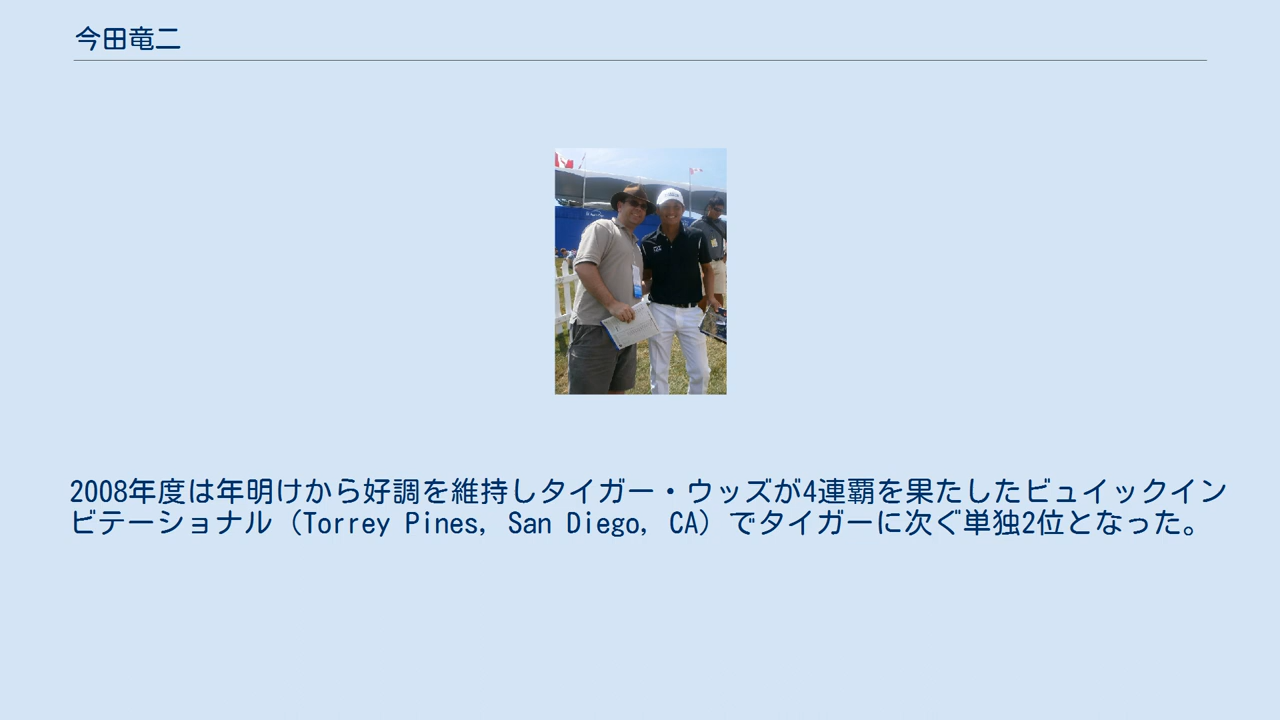 今田竜二
2008年度は年明けから好調を維持しタイガー・ウッズが4連覇を果たしたビュイックイン
ビテーショナル（Torrey Pines, San Diego, CA）でタイガーに次ぐ単独2位となった。